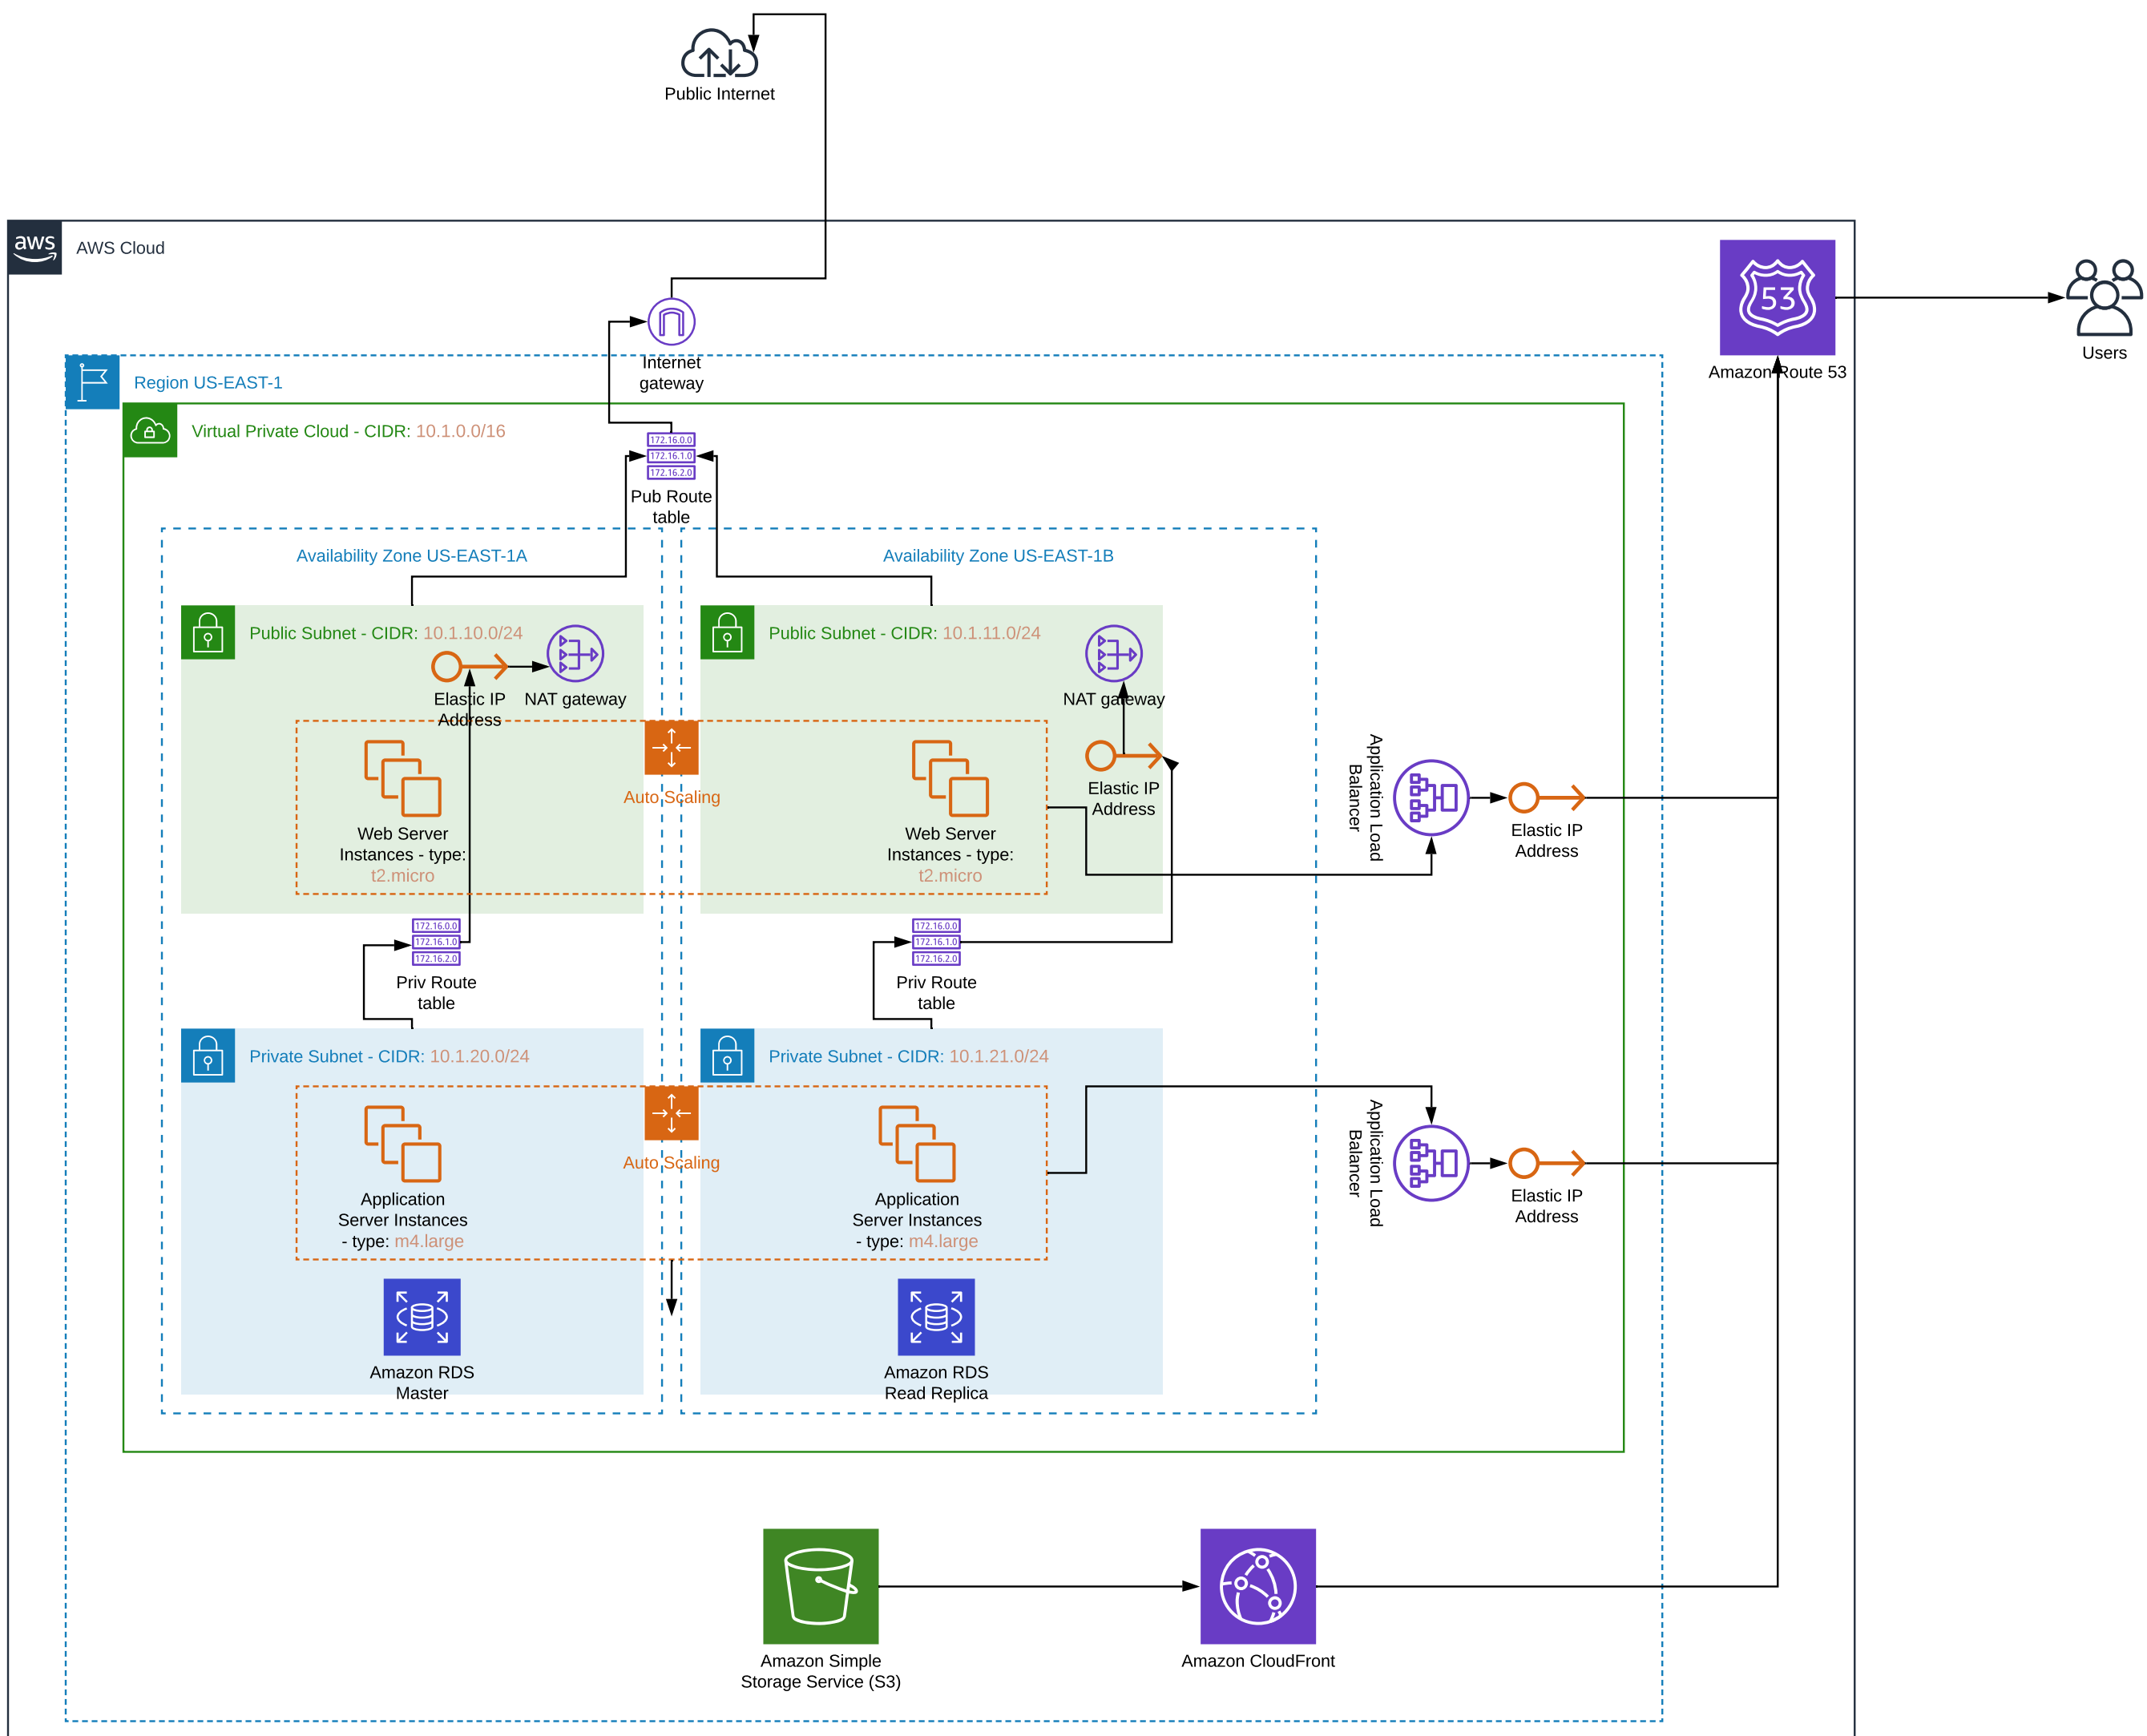 Public Internet
aws
AWS Cloud
53
Amazon Route 53
Users
Internet
gateway
Region US-EAST-1
Virtual Private Cloud - CIDR: 10.1.0.0/16
172.16.0.0
172.16.1.0
172.16.2.0
Pub Route
table
Availability Zone US-EAST-1A
Availability Zone US-EAST-1B
Public Subnet - CIDR: 10.1.10.0/24
Elastic IP
Address
NAT gateway
Public Subnet - CIDR: 10.1.11.0/24
NAT gateway
Elastic IP
Address
Auto Scaling
Web Server
Instances - type:
t2.micro
Web Server
Instances - type:
t2.micro
Application Load
Balancer
Elastic IP
Address
172.16.0.0
172.16.1.0
172.16.2.0
Priv Route
table
172.16.0.0
172.16.1.0
172.16.2.0
Priv Route
table
Private Subnet - CIDR: 10.1.20.0/24
Private Subnet - CIDR: 10.1.21.0/24
Auto Scaling
Application
Server Instances
- type: m4.large
Application
Server Instances
- type: m4.large
Application Load
Balancer
Elastic IP
Address
Amazon RDS
Master
Amazon RDS
Read Replica
Amazon Simple
Storage Service (S3)
Amazon CloudFront